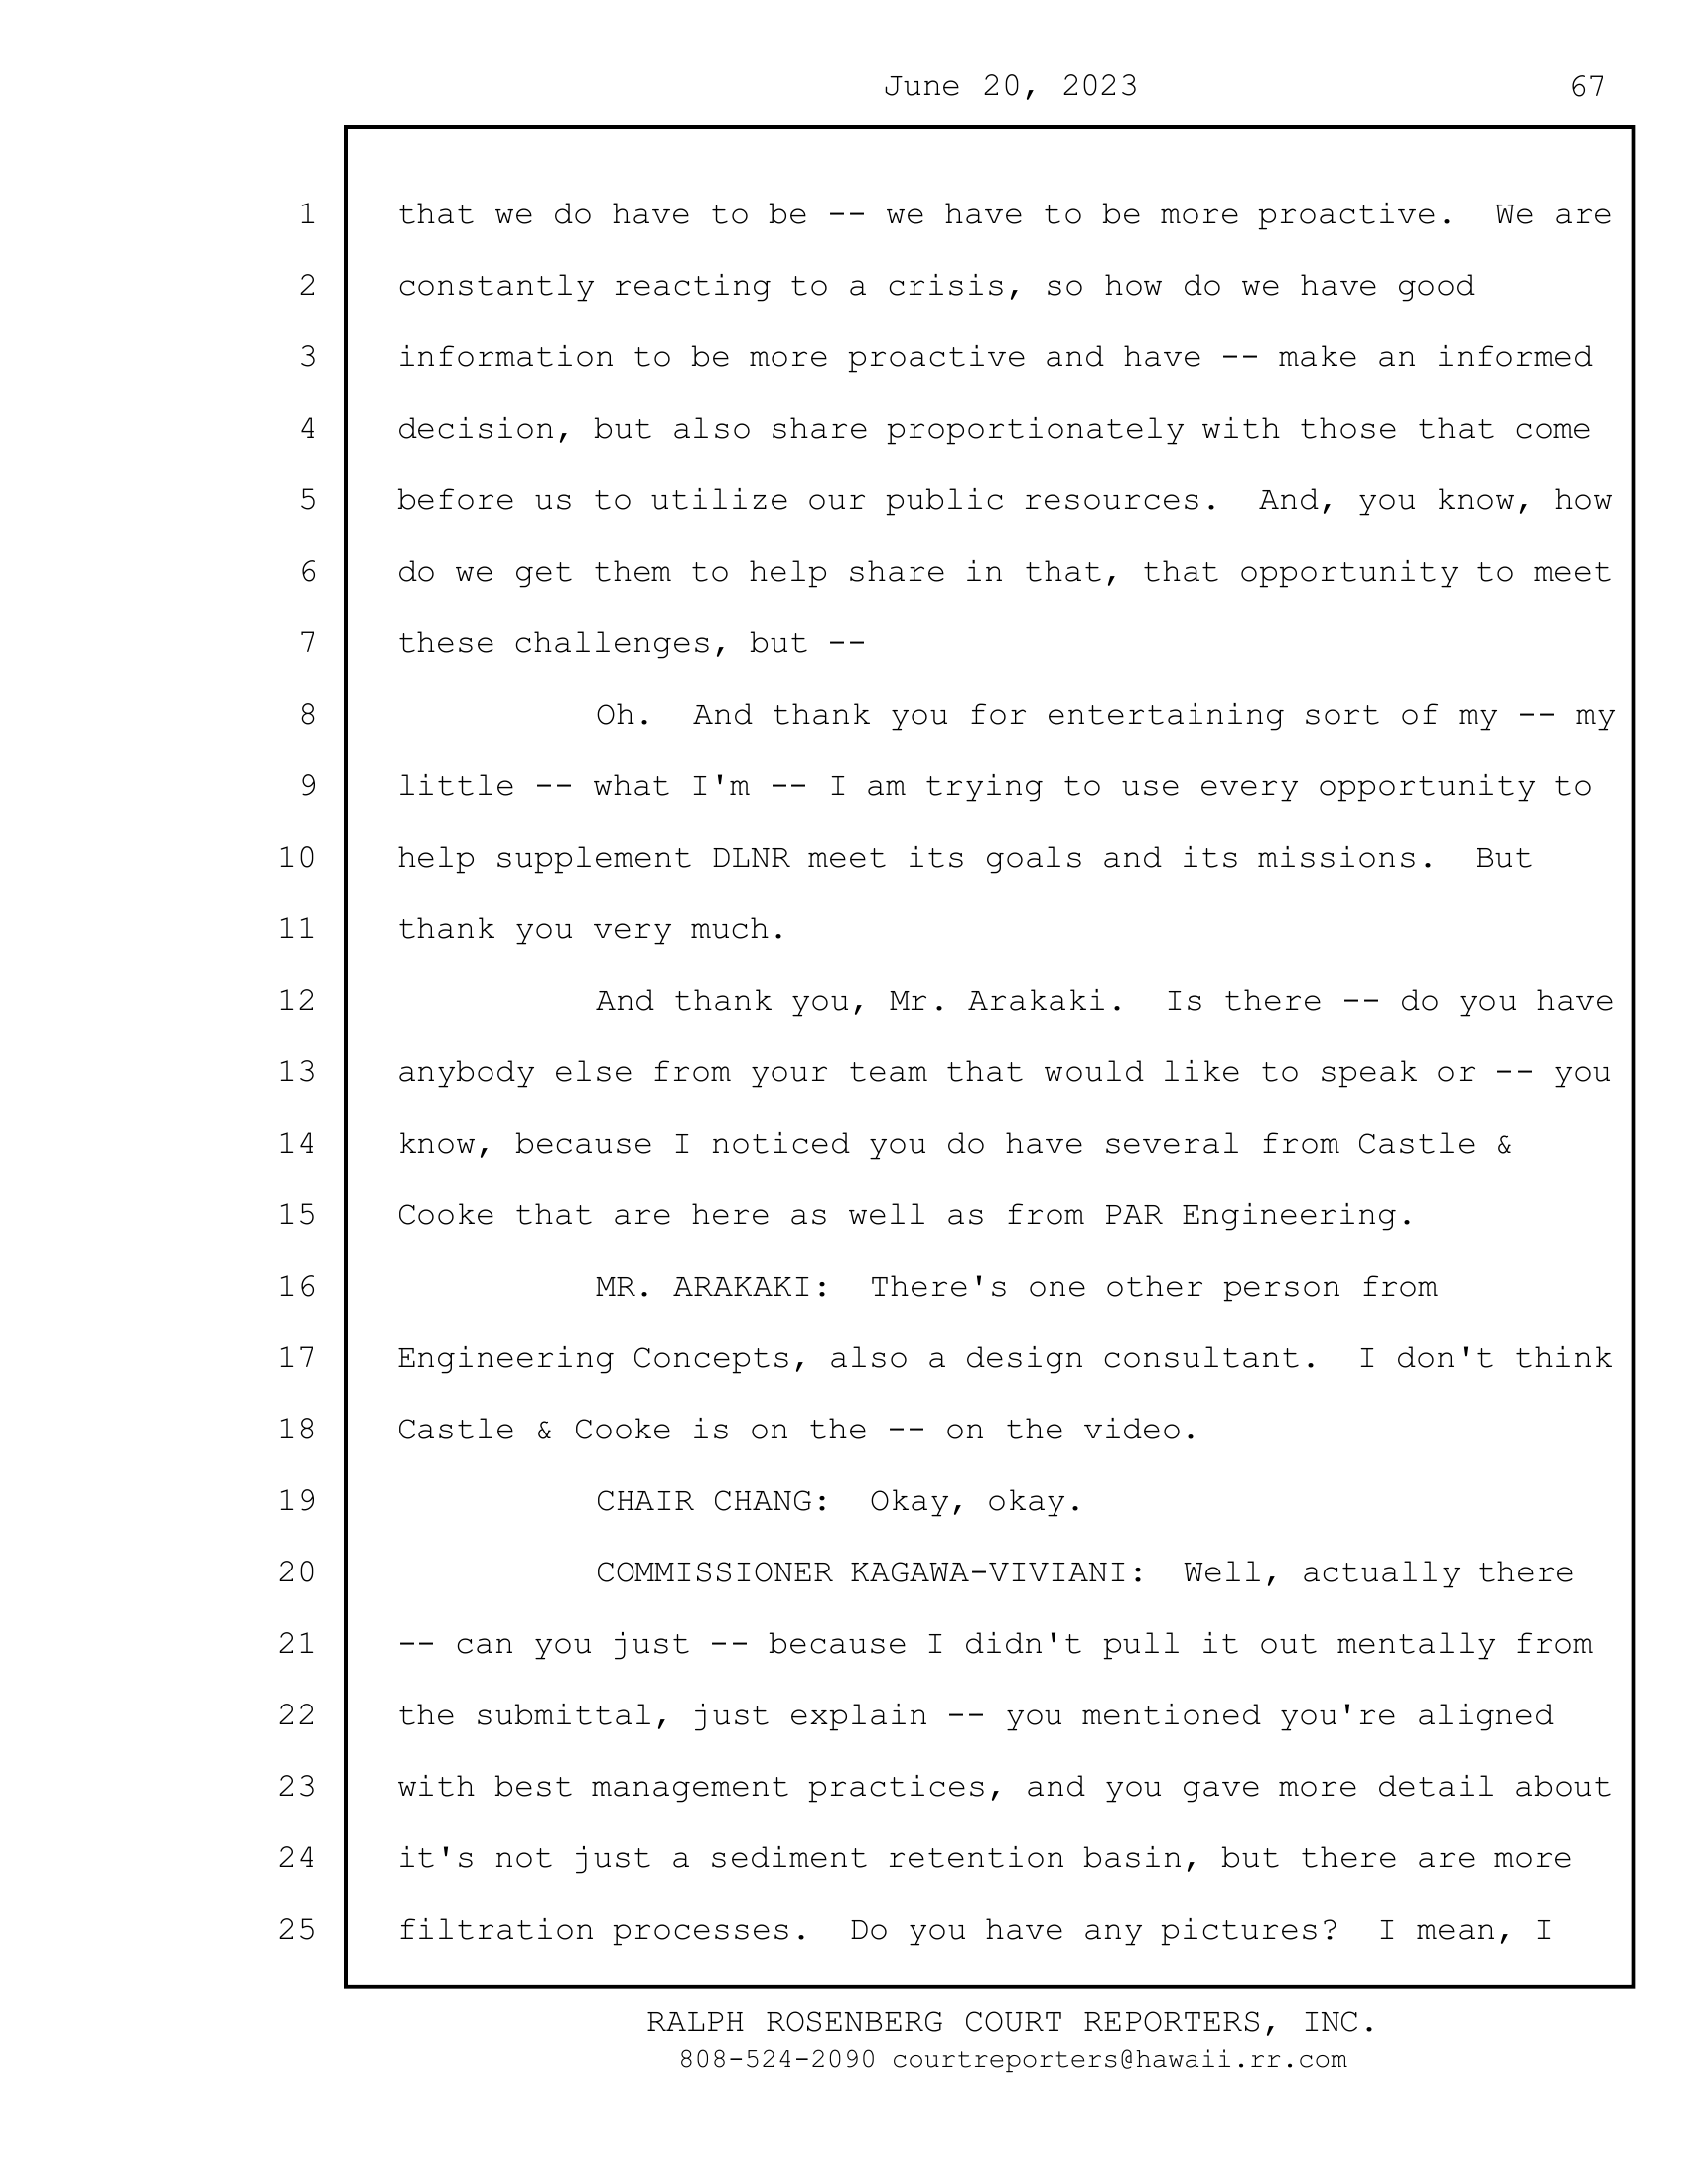 June 20, 2023 67
1 that we do have to be -- we have to be more proactive.  We are
2 constantly reacting to a crisis, so how do we have good
3 information to be more proactive and have -- make an informed
4 decision, but also share proportionately with those that come
5 before us to utilize our public resources.  And, you know, how
6 do we get them to help share in that, that opportunity to meet
7 these challenges, but --
8 Oh.  And thank you for entertaining sort of my -- my
9 little -- what I'm -- I am trying to use every opportunity to
10 help supplement DLNR meet its goals and its missions.  But
11 thank you very much.
12 And thank you, Mr. Arakaki.  Is there -- do you have
13 anybody else from your team that would like to speak or -- you
14 know, because I noticed you do have several from Castle &
15 Cooke that are here as well as from PAR Engineering.
16 MR. ARAKAKI:  There's one other person from
17 Engineering Concepts, also a design consultant.  I don't think
18 Castle & Cooke is on the -- on the video.
19 CHAIR CHANG:  Okay, okay.
20 COMMISSIONER KAGAWA-VIVIANI:  Well, actually there
21 -- can you just -- because I didn't pull it out mentally from
22 the submittal, just explain -- you mentioned you're aligned
23 with best management practices, and you gave more detail about
24 it's not just a sediment retention basin, but there are more
25 filtration processes.  Do you have any pictures?  I mean, I
RALPH ROSENBERG COURT REPORTERS, INC.
808-524-2090 courtreporters@hawaii.rr.com